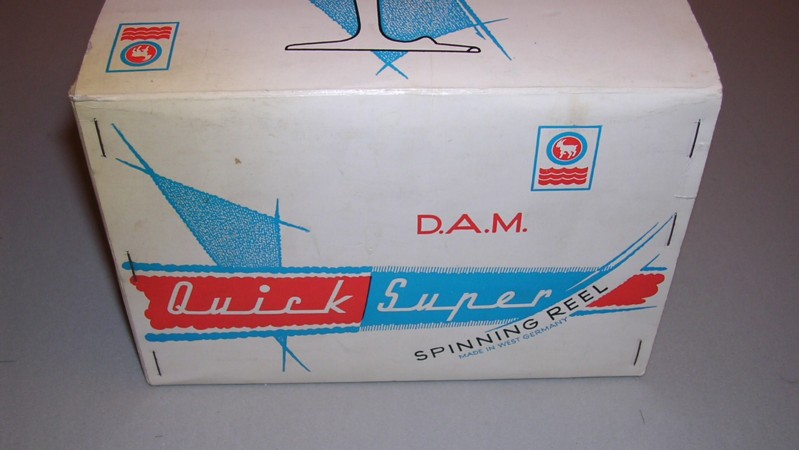 D.A.M.
Quick Super
SPINNING REEL
MADE IN WEST GERMANY